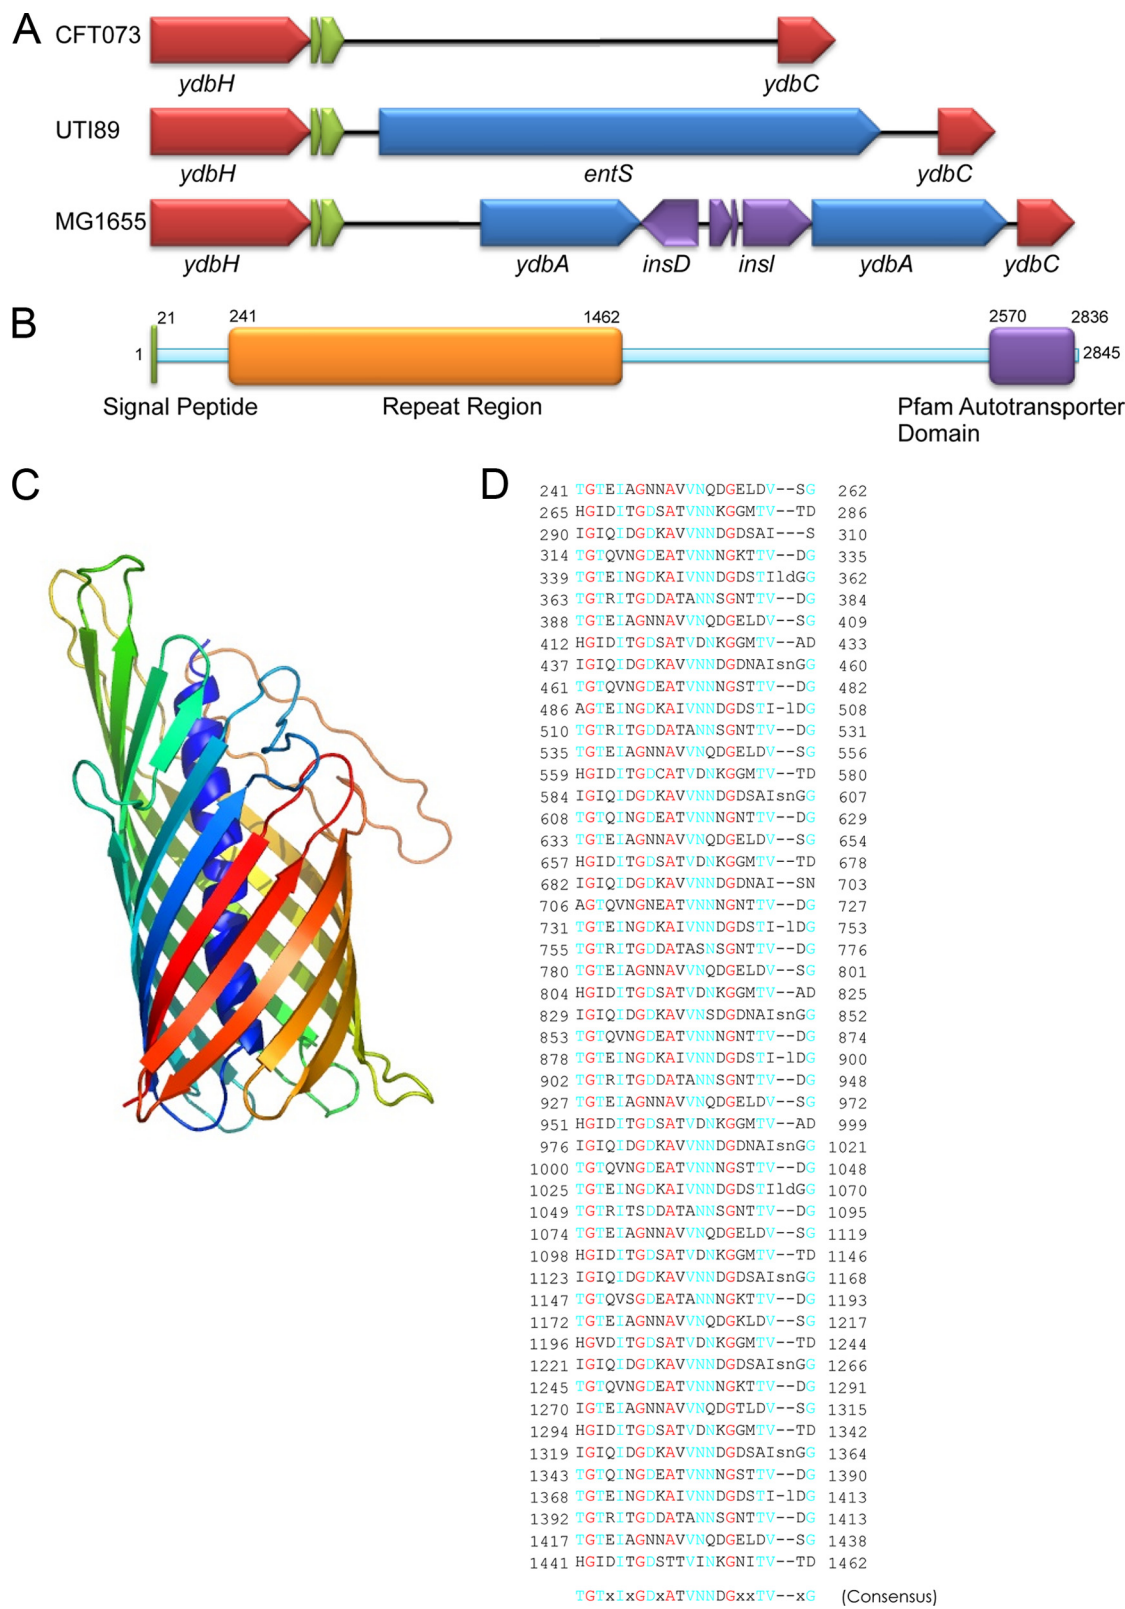 A
CFT073
ydbH ydbC
UTI89
ydbH entS ydbC
MG1655
ydbH ydbA insD insI ydbA ydbC
B
21 241 1462 2570 2836
1 2845
Signal Peptide Repeat Region Pfam Autotransporter
Domain
C
D
241 TGTEIAGNNAVVNQDGELDV--SG 262
265 HGIDITGDSATVNNKGGMTV--TD 286
290 IGIQIDGDKAVVNNDGDSAI---S 310
314 TGTQVNGDEATVNNNGKTTV--DG 335
339 TGTEINGDKAIVNNDGDSTIldGG 362
363 TGTRITGDDATANNSGNTTV--DG 384
388 TGTEIAGNNAVVNQDGELDV--SG 409
412 HGIDITGDSATVDNKGGMTV--AD 433
437 IGIQIDGDKAVVNNDGDNAIsnGG 460
461 TGTQVNGDEATVNNNGSTTV--DG 482
486 AGTEINGDKAIVNNDGDSTI-lDG 508
510 TGTRITGDDATANNSGNTTV--DG 531
535 TGTEIAGNNAVVNQDGELDV--SG 556
559 HGIDITGDCATVDNKGGMTV--TD 580
584 IGIQIDGDKAVVNNDGDSAIsnGG 607
608 TGTQINGDEATVNNNGNTTV--DG 629
633 TGTEIAGNNAVVNQDGELDV--SG 654
657 HGIDITGDSATVDNKGGMTV--TD 678
682 IGIQIDGDKAVVNNDGDNAI--SN 703
706 AGTQVNGNEATVNNNGNTTV--DG 727
731 TGTEINGDKAIVNNDGDSTI-lDG 753
755 TGTRITGDDATASNSGNTTV--DG 776
780 TGTEIAGNNAVVNQDGELDV--SG 801
804 HGIDITGDSATVDNKGGMTV--AD 825
829 IGIQIDGDKAVVNSDGDNAIsnGG 852
853 TGTQVNGDEATVNNNGNTTV--DG 874
878 TGTEINGDKAIVNNDGDSTI-lDG 900
902 TGTRITGDDATANNSGNTTV--DG 948
927 TGTEIAGNNAVVNQDGELDV--SG 972
951 HGIDITGDSATVDNKGGMTV--AD 999
976 IGIQIDGDKAVVNNDGDNAIsnGG 1021
1000 TGTQVNGDEATVNNNGSTTV--DG 1048
1025 TGTEINGDKAIVNNDGDSTIldGG 1070
1049 TGTRITSDDATANNSGNTTV--DG 1095
1074 TGTEIAGNNAVVNQDGELDV--SG 1119
1098 HGIDITGDSATVDNKGGMTV--TD 1146
1123 IGIQIDGDKAVVNNDGDSAIsnGG 1168
1147 TGTQVSGDEATANNNGKTTV--DG 1193
1172 TGTEIAGNNAVVNQDGKLDV--SG 1217
1196 HGVDITGDSATVDNKGGMTV--TD 1244
1221 IGIQIDGDKAVVNNDGDSAIsnGG 1266
1245 TGTQVNGDEATVNNNGKTTV--DG 1291
1270 IGTEIAGNNAVVNQDGTLDV--SG 1315
1294 HGIDITGDSATVDNKGGMTV--TD 1342
1319 IGIQIDGDKAVVNNDGDSAIsnGG 1364
1343 TGTQINGDEATVNNNGSTTV--DG 1390
1368 TGTEINGDKAIVNNDGDSTI-lDG 1413
1392 TGTRITGDDATANNSGNTTV--DG 1413
1417 TGTEIAGNNAVVNQDGELDV--SG 1438
1441 HGIDITGDSTTVINKGNITV--TD 1462
TGTxIxGDxATVNNDGxxTV--xG (Consensus)